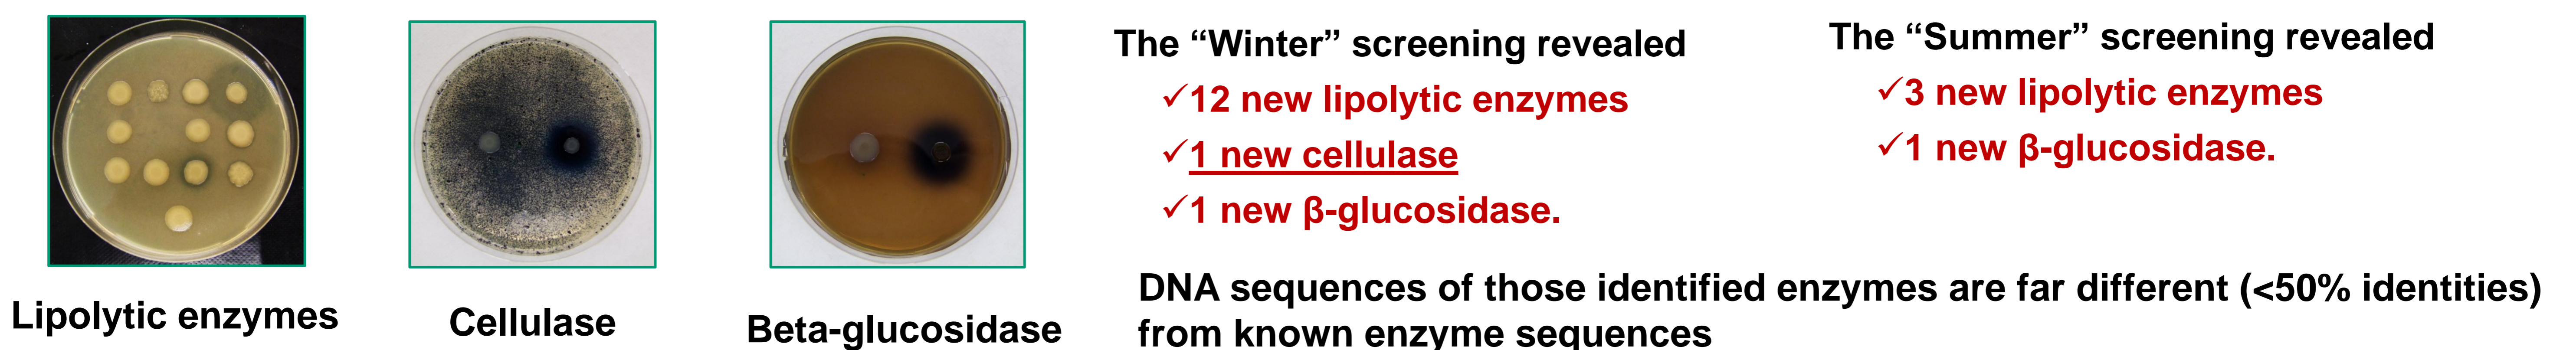 Lipolytic enzymes
Cellulase
Beta-glucosidase
The “Winter” screening revealed
✓12 new lipolytic enzymes
✓1 new cellulase
✓1 new β-glucosidase.
The “Summer” screening revealed
✓3 new lipolytic enzymes
✓1 new β-glucosidase.
DNA sequences of those identified enzymes are far different (<50% identities)
from known enzyme sequences